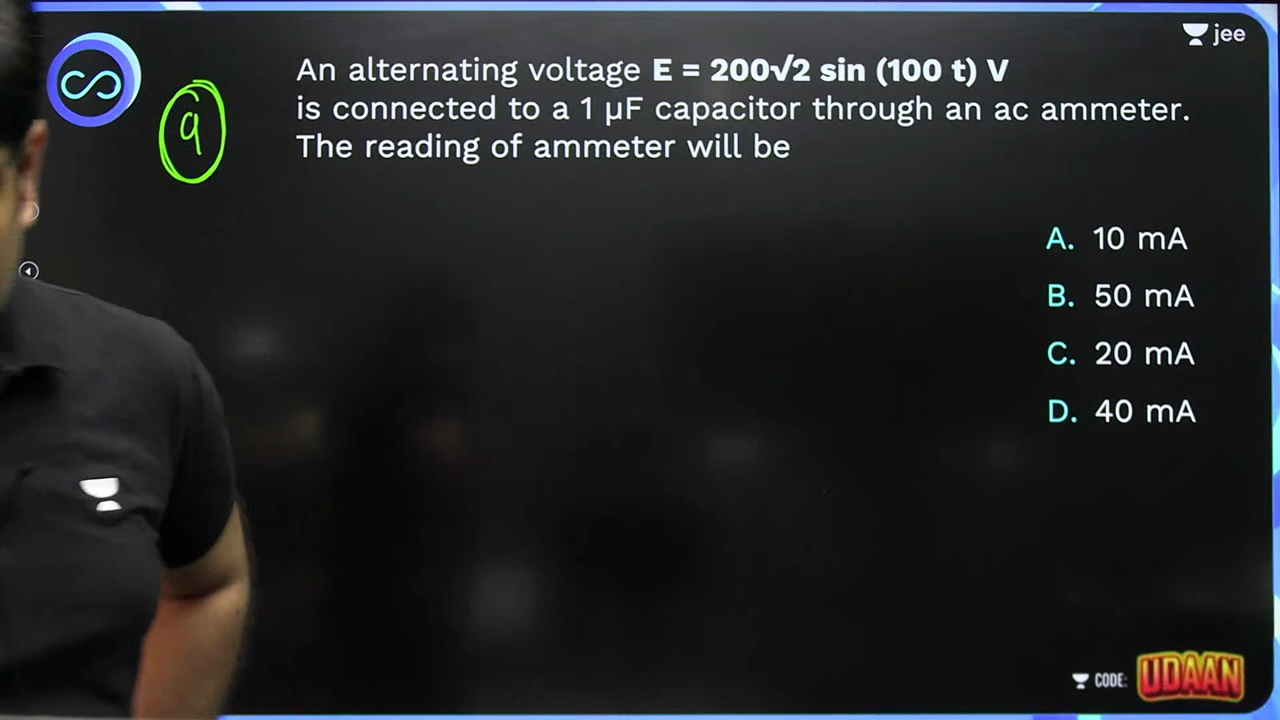 jee
9
An alternating voltage E = 200√2 sin (100 t) V
is connected to a 1 µF capacitor through an ac ammeter.
The reading of ammeter will be
A. 10 mA
B. 50 mA
C. 20 mA
D. 40 mA
CODE: UDAAN